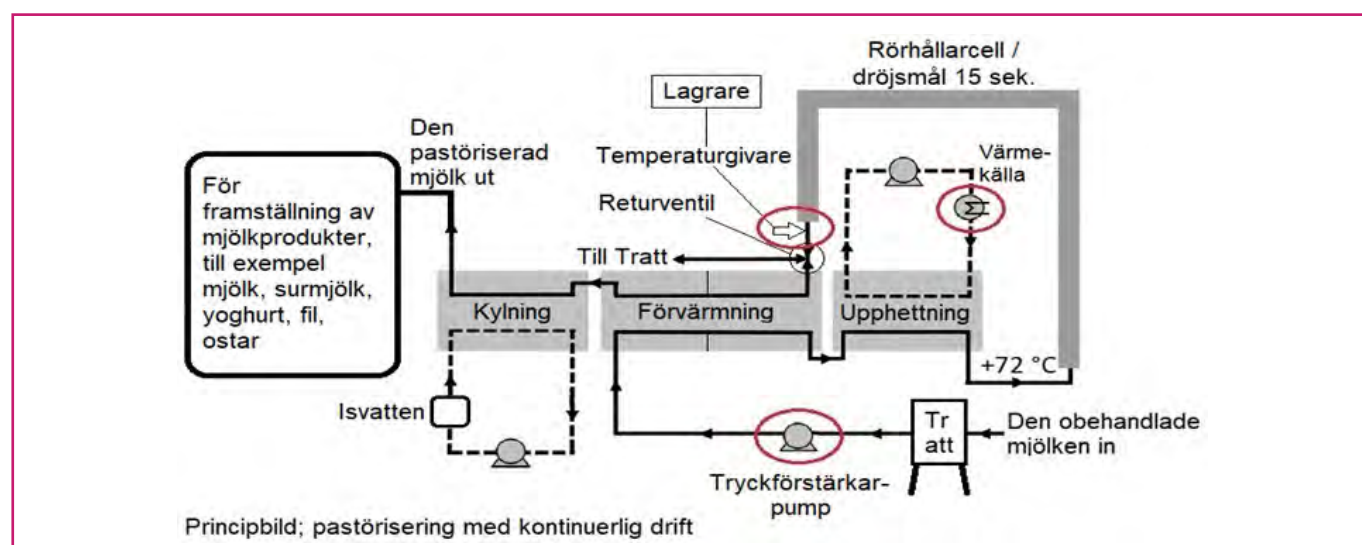 Rörhållarcell /
dröjsmål 15 sek.
Lagrare
Den
pastöriserad
mjölk ut
Temperaturgivare
Värme-
källa
För
framställning av
mjölkprodukter,
till exempel
mjölk, surmjölk,
yoghurt, fil,
ostar
Returventil
Till Tratt
Kylning
Förvärmning
Upphettning
+72 °C
Isvatten
Tr
att
Den obehandlade
mjölken in
Tryckförstärkar-
pump
Principbild; pastörisering med kontinuerlig drift